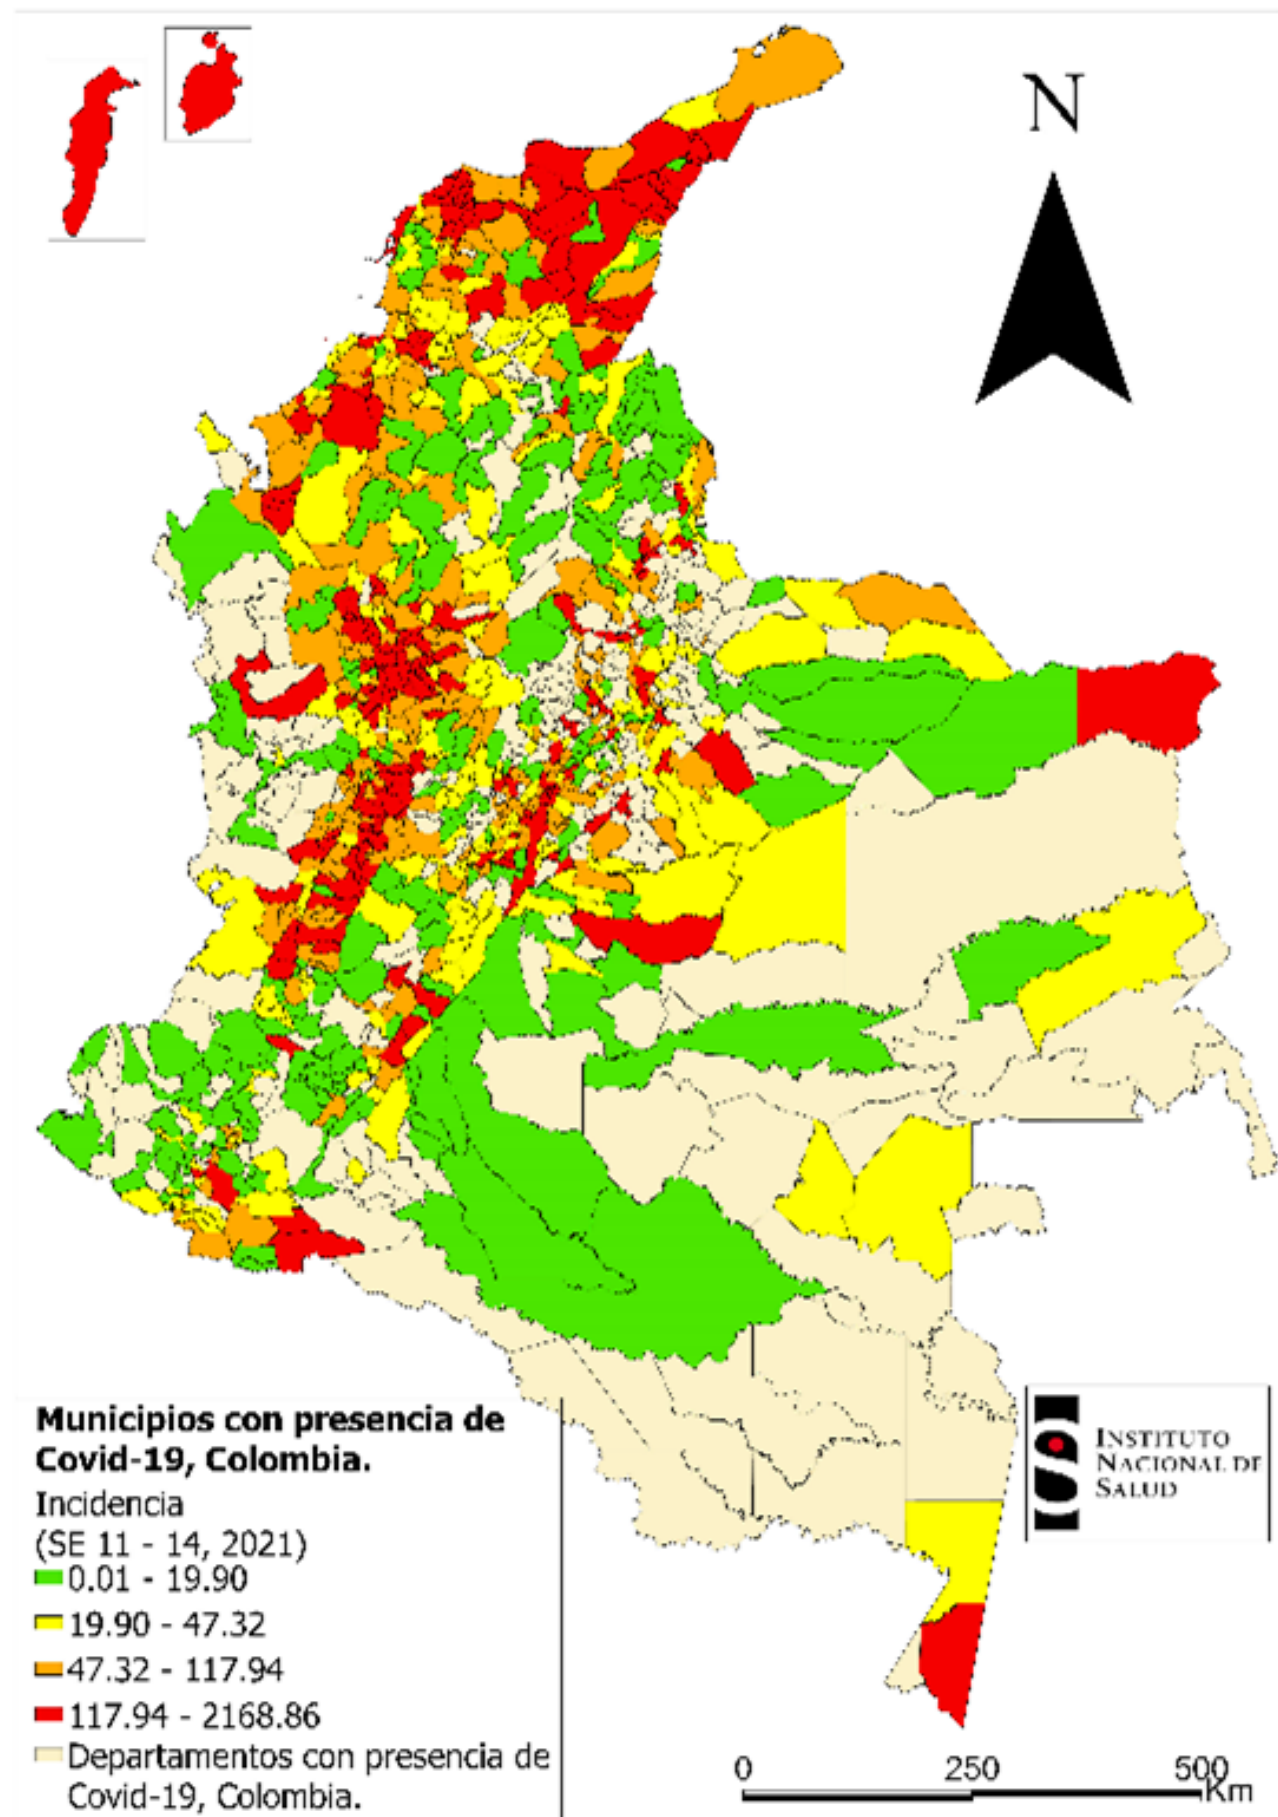 N
Municipios con presencia de
Covid-19, Colombia.
Incidencia
(SE 11 - 14, 2021)
0.01 - 19.90
19.90 - 47.32
47.32 - 117.94
117.94 - 2168.86
Departamentos con presencia de
Covid-19, Colombia.
INSTITUTO
NACIONAL DE
SALUD
0 250 500
Km